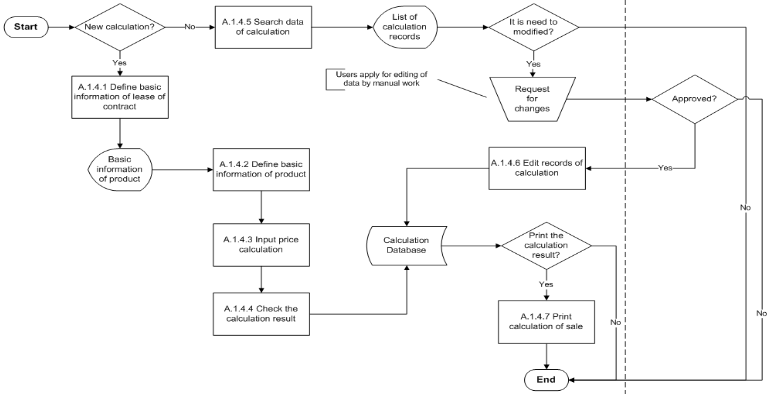 Start
New calculation?
No
A.1.4.5 Search data
of calculation
List of
calculation
records
It is need to
modified?
Yes
Yes
A.1.4.1 Define basic
information of lease of
contract
Users apply for editing of
data by manual work
Request
for
changes
Approved?
Basic
information
of product
A.1.4.2 Define basic
information of product
A.1.4.6 Edit records of
calculation
Yes
No
A.1.4.3 Input price
calculation
Calculation
Database
Print the
calculation
result?
Yes
A.1.4.4 Check the
calculation result
A.1.4.7 Print
calculation of sale
No
No
End